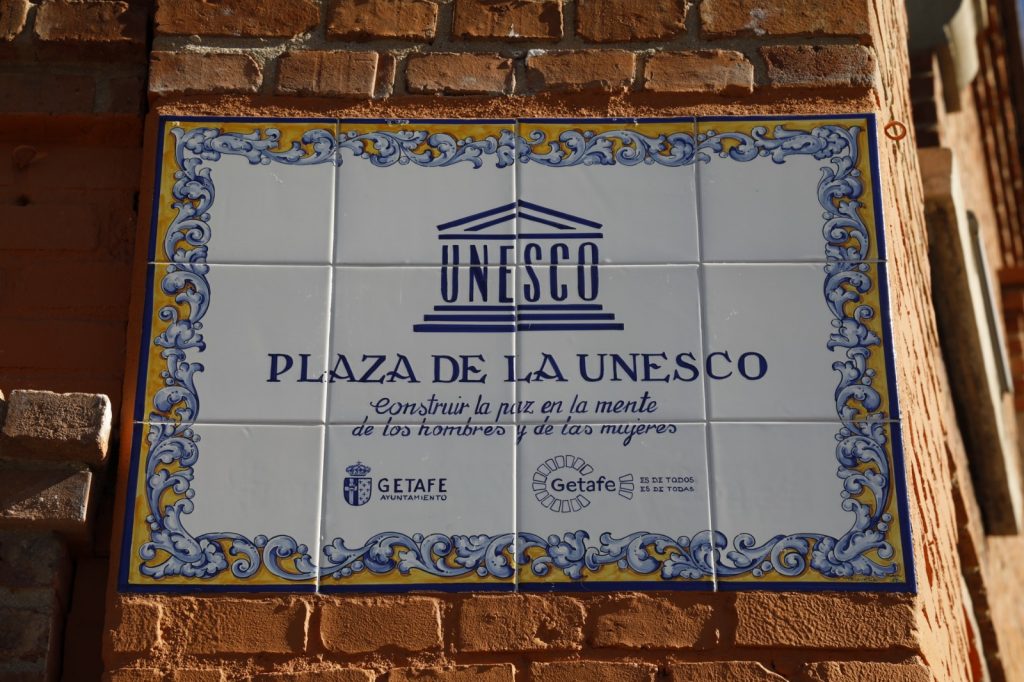 UNESCO
PLAZA DE LA UNESCO
Construir la paz en la mente
de los hombres y de las mujeres
GETAFE
AYUNTAMIENTO
Getafe
ES DE TODOS
ES DE TODAS